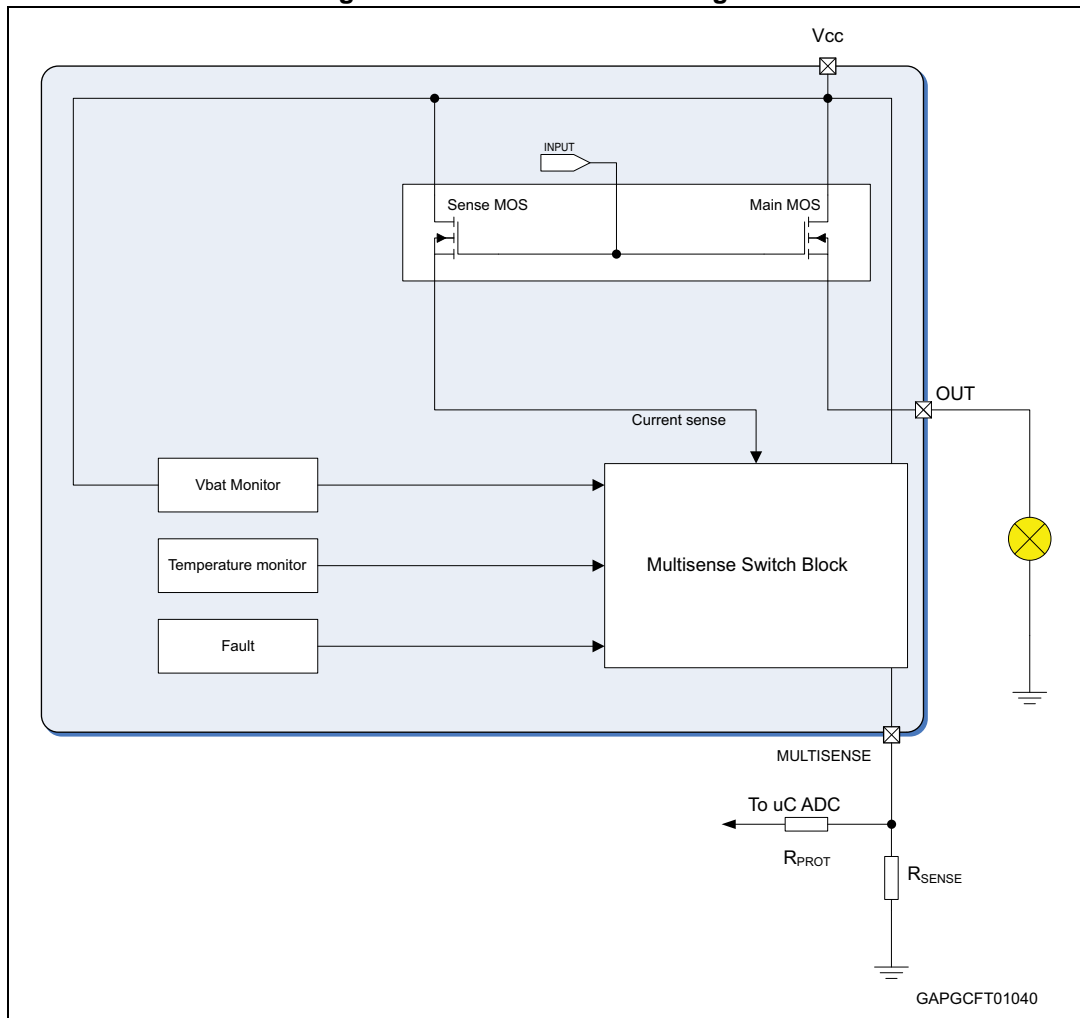 Vcc
INPUT
Sense MOS
Main MOS
OUT
Current sense
Vbat Monitor
Temperature monitor
Multisense Switch Block
Fault
MULTISENSE
To uC ADC
RPROT
RSENSE
GAPGCFT01040